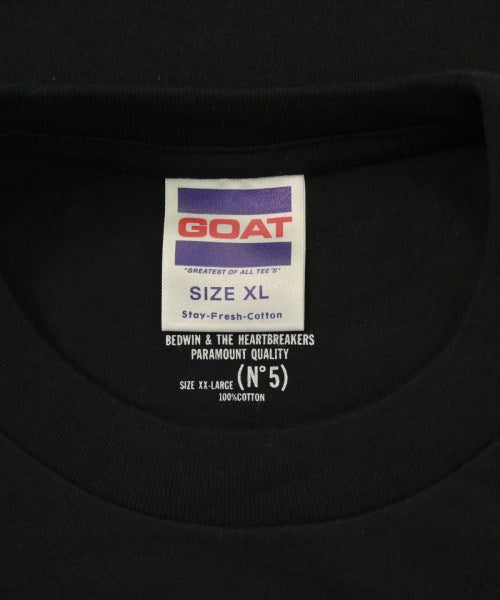 GOAT
"GREATEST OF ALL TEE'S"
SIZE XL
Stay-Fresh-Cotton
BEDWIN & THE HEARTBREAKERS
PARAMOUNT QUALITY
SIZE XX-LARGE (N°5)
100%COTTON